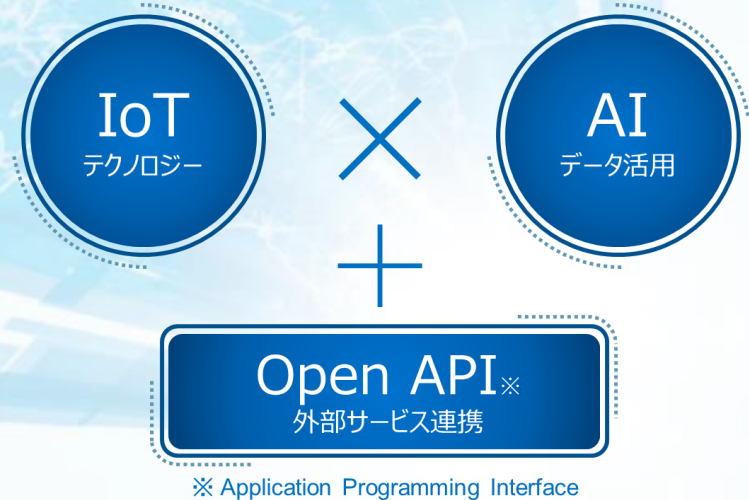 IoT
テクノロジー
×
AI
データ活用
＋
Open API※
外部サービス連携
※ Application Programming Interface